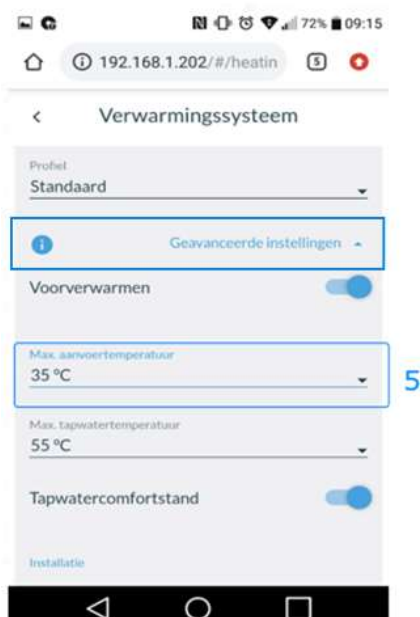 72% 09:15
192.168.1.202/#/heatin 5
Verwarmingssysteem
Profiel
Standaard
Geavanceerde instellingen
Voorverwarmen
Max. aanvoertemperatuur
35 °C
5
Max. tapwatertemperatuur
55 °C
Tapwatercomfortstand
Installatie